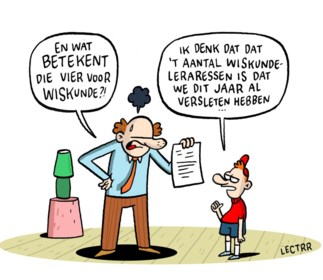 EN WAT
BETEKENT
DIE VIER VOOR
WISKUNDE?!
IK DENK DAT DAT
'T AANTAL WISKUNDE-
LERARESSEN IS DAT
WE DIT JAAR AL
VERSLETEN HEBBEN
...
LECTRR